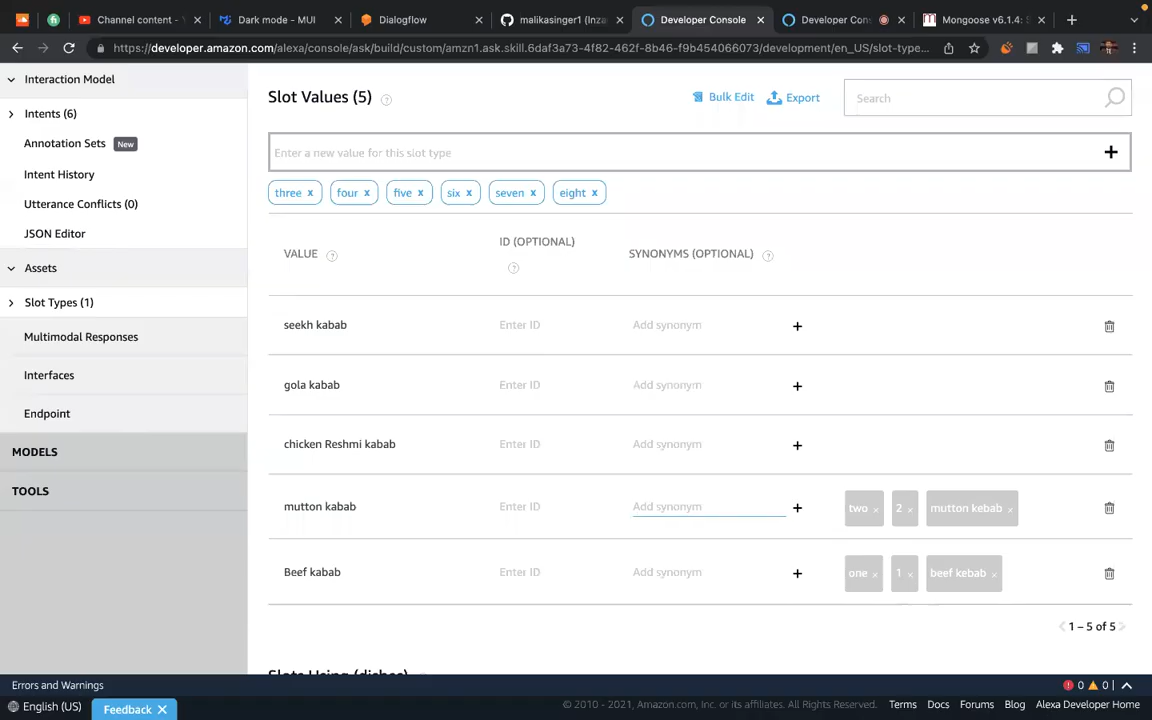 Channel content - Y
Dark mode - MUI
Dialogflow
malikasinger1 (Inza
Developer Console
Developer Con
Mongoose v6.1.4: S
https://developer.amazon.com/alexa/console/ask/build/custom/amzn1.ask.skill.6daf3a73-4f82-462f-8b46-f9b454066073/development/en_US/slot-type...
Interaction Model
Intents (6)
Annotation Sets New
Intent History
Utterance Conflicts (0)
JSON Editor
Assets
Slot Types (1)
Multimodal Responses
Interfaces
Endpoint
MODELS
TOOLS
Slot Values (5) ?
Bulk Edit Export
Search
Enter a new value for this slot type
three x four x five x six x seven x eight x
VALUE ? ID (OPTIONAL) ? SYNONYMS (OPTIONAL) ?
seekh kabab Enter ID Add synonym
gola kabab Enter ID Add synonym
chicken Reshmi kabab Enter ID Add synonym
mutton kabab Enter ID Add synonym two x 2 x mutton kebab x
Beef kabab Enter ID Add synonym one x 1 x beef kebab x
1 – 5 of 5
Errors and Warnings 0 0
English (US) Feedback
© 2010 - 2021, Amazon.com, Inc. or its affiliates. All Rights Reserved. Terms Docs Forums Blog Alexa Developer Home